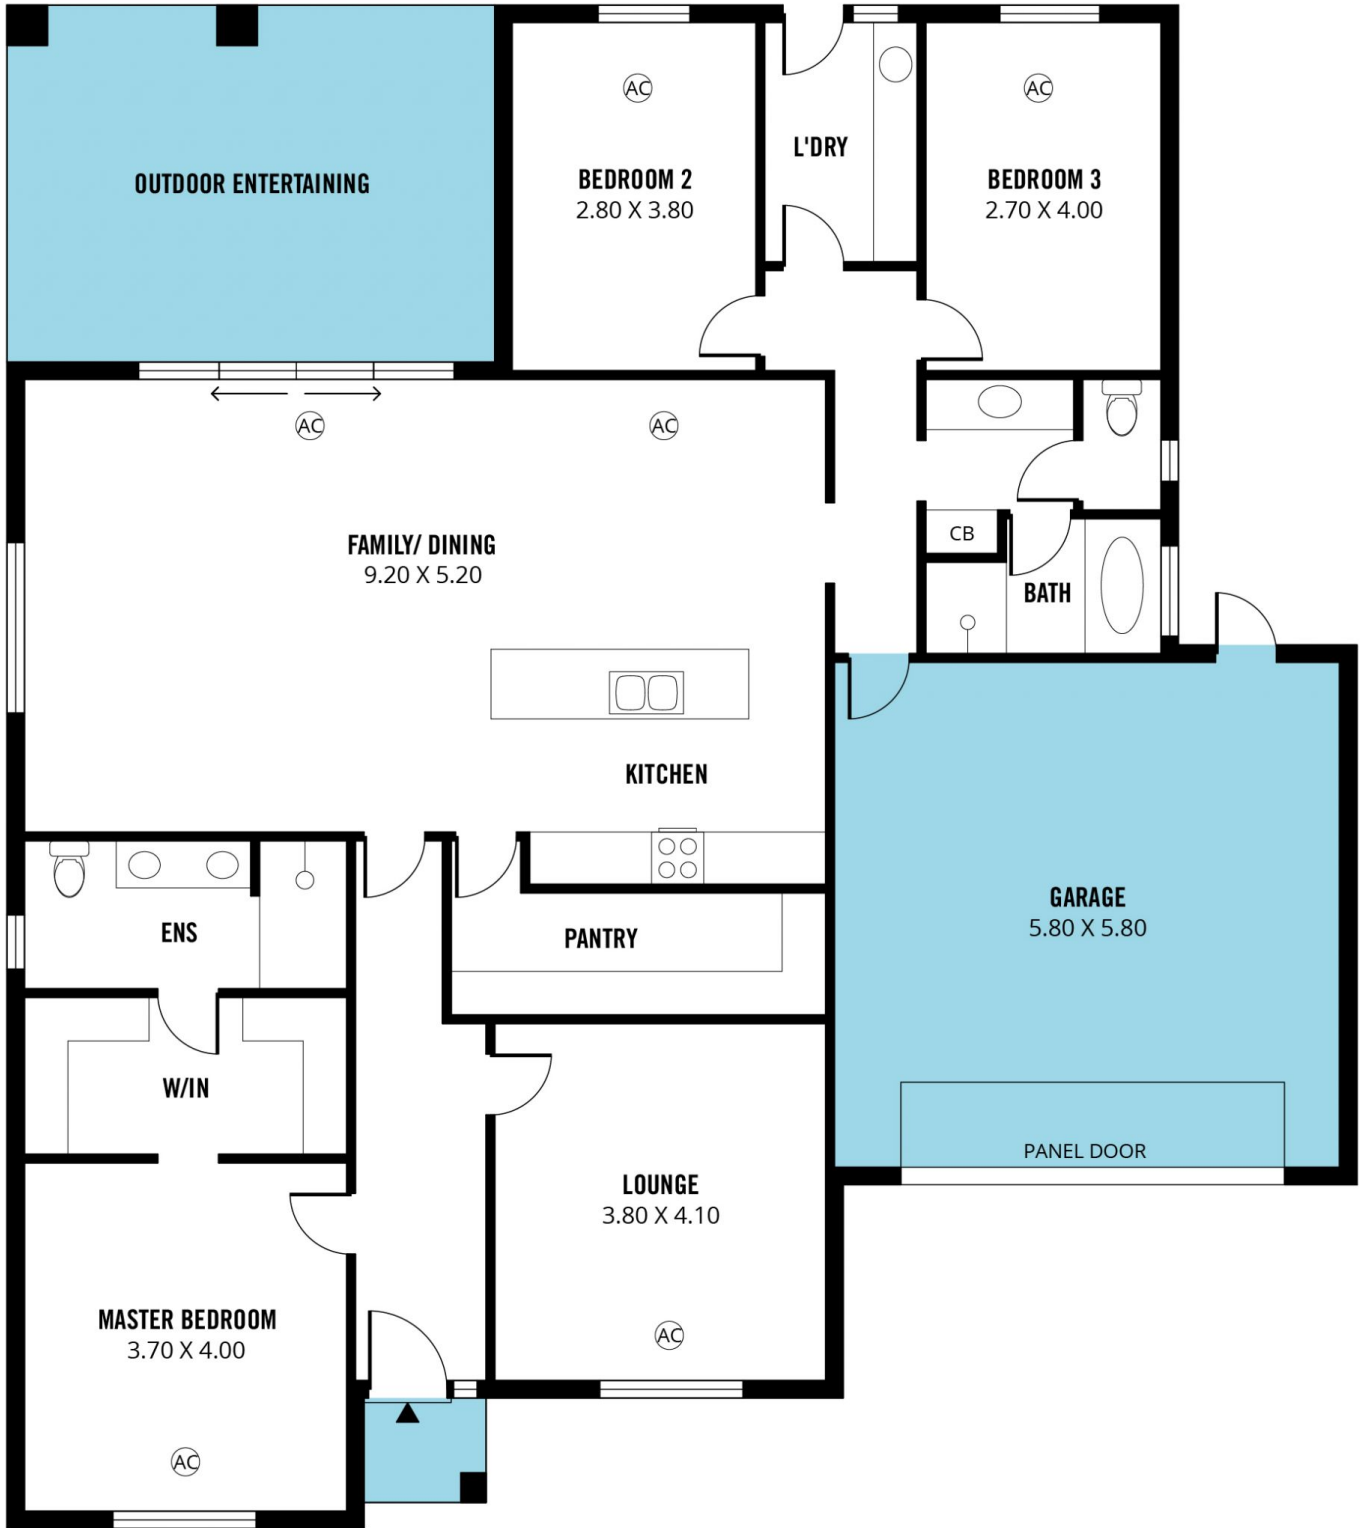 AC
AC
L'DRY
OUTDOOR ENTERTAINING
BEDROOM 2
2.80 X 3.80
BEDROOM 3
2.70 X 4.00
AC
AC
FAMILY/ DINING
9.20 X 5.20
CB
BATH
KITCHEN
GARAGE
5.80 X 5.80
ENS
PANTRY
W/IN
PANEL DOOR
LOUNGE
3.80 X 4.10
MASTER BEDROOM
3.70 X 4.00
AC
AC